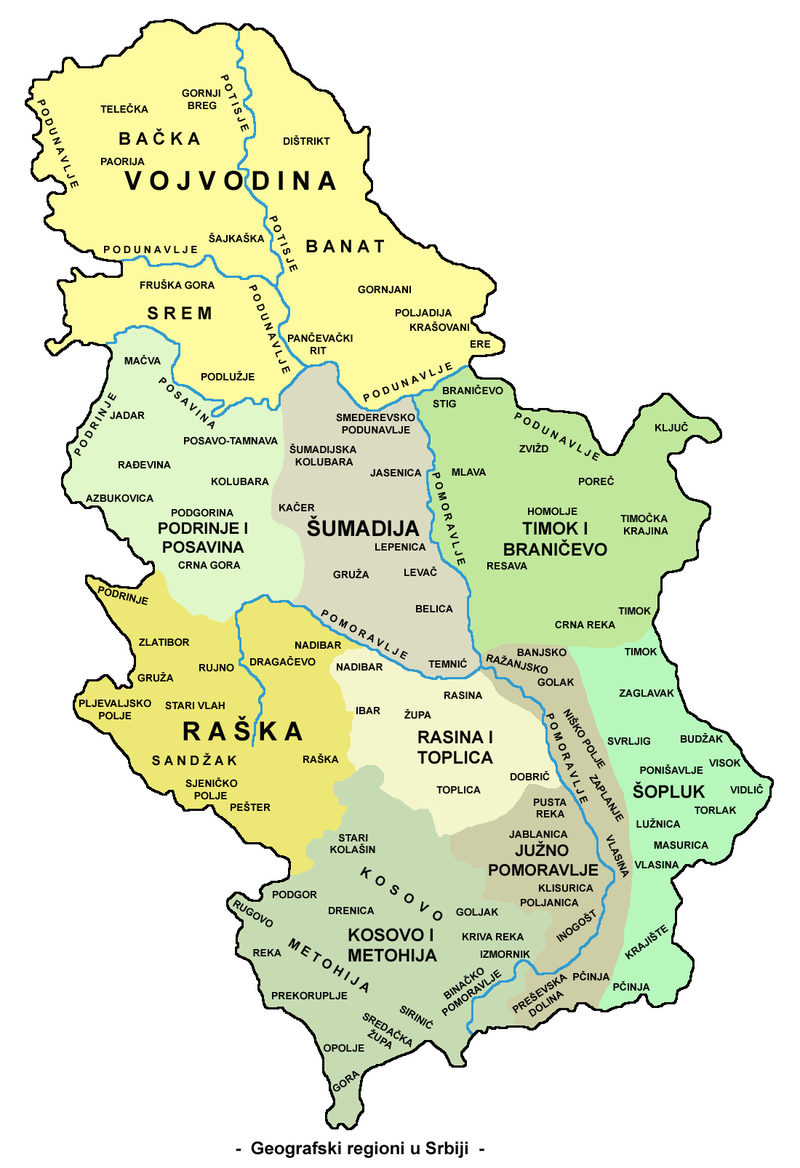 GORNJI
BREG
TELEČKA
POTISJE
PODUNAVLJE
BAČKA
DIŠTRIKT
PAORIJA
VOJVODINA
ŠAJKAŠKA
POTISJE
BANAT
PODUNAVLJE
FRUŠKA GORA
GORNJANI
SREM
PODUNAVLJE
POLJADIJA
KRAŠOVANI
PANČEVAČKI
RIT
ERE
MAČVA
PODLUŽJE
PODUNAVLJE
POSAVINA
PODRINJE
JADAR
BRANIČEVO
STIG
SMEDEREVSKO
PODUNAVLJE
PODUNAVLJE
KLJUČ
POSAVO-TAMNAVA
ŠUMADIJSKA
KOLUBARA
ZVIŽD
RAĐEVINA
KOLUBARA
JASENICA
MLAVA
POREČ
AZBUKOVICA
KAČER
POMORAVLJE
PODGORINA
HOMOLJE
TIMOČKA
KRAJINA
PODRINJE I
POSAVINA
ŠUMADIJA
TIMOK I
BRANIČEVO
LEPENICA
CRNA GORA
GRUŽA
LEVAČ
RESAVA
PODRINJE
BELICA
TIMOK
CRNA REKA
POMORAVLJE
ZLATIBOR
NADIBAR
RUJNO
DRAGAČEVO
NADIBAR
TEMNIĆ
RAŽANJSKO
BANJSKO
TIMOK
GRUŽA
GOLAK
ZAGLAVAK
PLJEVALJSKO
POLJE
STARI VLAH
RASINA
IBAR
ŽUPA
RAŠKA
RASINA I
TOPLICA
POMORAVLJE
NIŠKO POLJE
SVRLJIG
BUDŽAK
SANDŽAK
RAŠKA
VISOK
PONIŠAVLJE
DOBRIČ
ZAPLANJE
SJENIČKO
POLJE
TOPLICA
ŠOPLUK
VIDLIČ
PEŠTER
PUSTA
REKA
TORLAK
LUŽNICA
STARI
KOLAŠIN
JABLANICA
VLASINA
MASURICA
JUŽNO
POMORAVLJE
VLASINA
KOSOVO
KLISURICA
POLJANICA
PODGOR
RUGOVO
DRENICA
GOLJAK
INOGOŠT
KOSOVO I
METOHIJA
KRIVA REKA
KRAJIŠTE
REKA
METOHIJA
IZMORNIK
BINAČKO
POMORAVLJE
PREŠEVSKA
DOLINA
PČINJA
PČINJA
PREKORUPLJE
SIRINIĆ
SREDAČKA
ŽUPA
OPOLJE
GORA
- Geografski regioni u Srbiji -